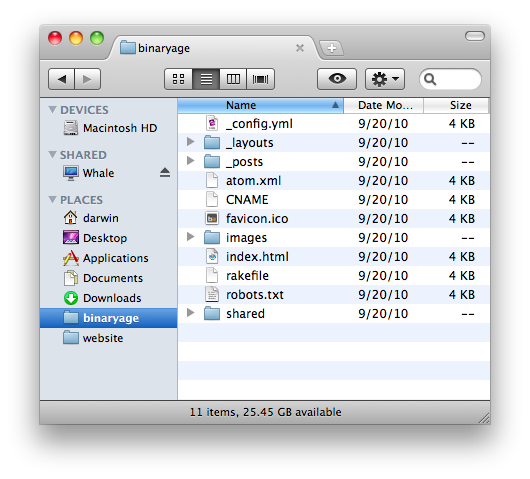 binaryage
Name Date Mo... Size
DEVICES
Macintosh HD
SHARED
Whale
PLACES
darwin
Desktop
Applications
Documents
Downloads
binaryage
website
_config.yml 9/20/10 4 KB
_layouts 9/20/10 --
_posts 9/20/10 --
atom.xml 9/20/10 4 KB
CNAME 9/20/10 4 KB
favicon.ico 9/20/10 4 KB
images 9/20/10 --
index.html 9/20/10 4 KB
rakefile 9/20/10 4 KB
robots.txt 9/20/10 4 KB
shared 9/20/10 --
11 items, 25.45 GB available